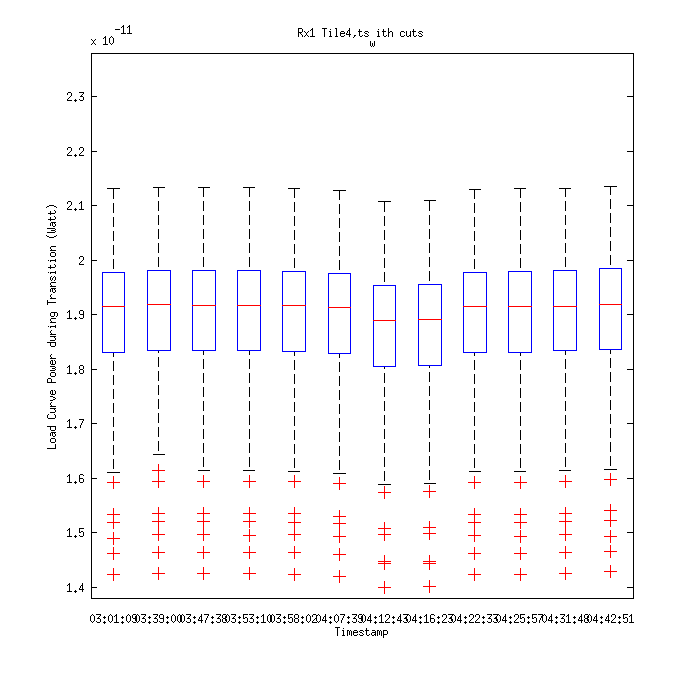 Rx1 Tile4,ts ith cuts
w
x 10-11
2.3
2.2
2.1
2
1.9
1.8
1.7
1.6
1.5
1.4
Load Curve Power during Transition (Watt)
03:01:09 03:39:00 03:47:38 03:53:10 03:58:02 04:07:39 04:12:43 04:16:23 04:22:33 04:25:57 04:31:48 04:42:51
Timestamp